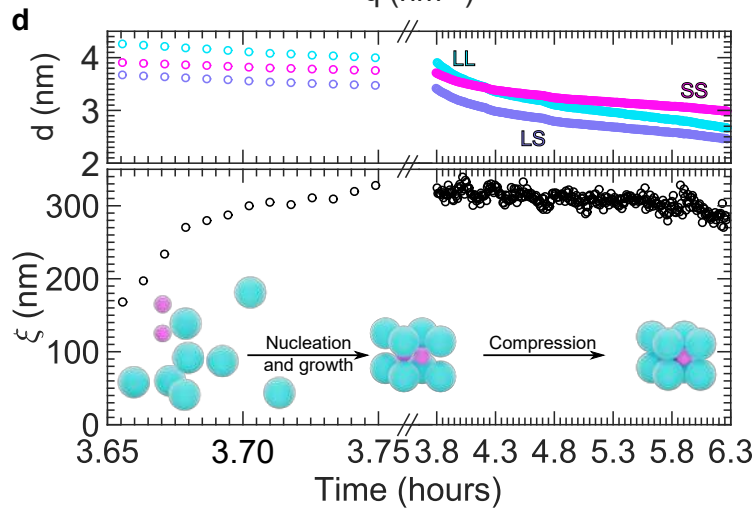 d
4
3
2
d (nm)
LL
SS
LS
300
200
100
0
ξ (nm)
Nucleation
and growth
Compression
3.65 3.70 3.75 3.8 4.3 4.8 5.3 5.8 6.3
Time (hours)